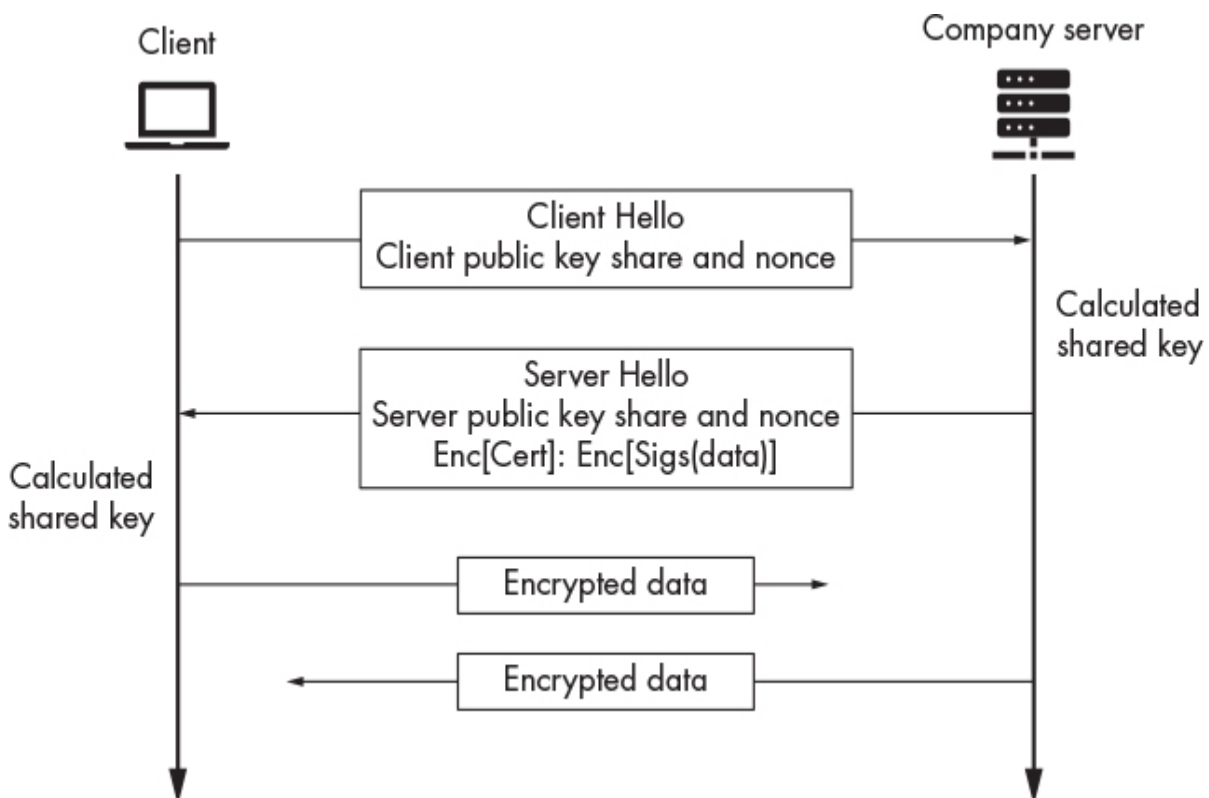 Client
Company server
Client Hello
Client public key share and nonce
Calculated
shared key
Server Hello
Server public key share and nonce
Enc[Cert]: Enc[Sigs(data)]
Calculated
shared key
Encrypted data
Encrypted data